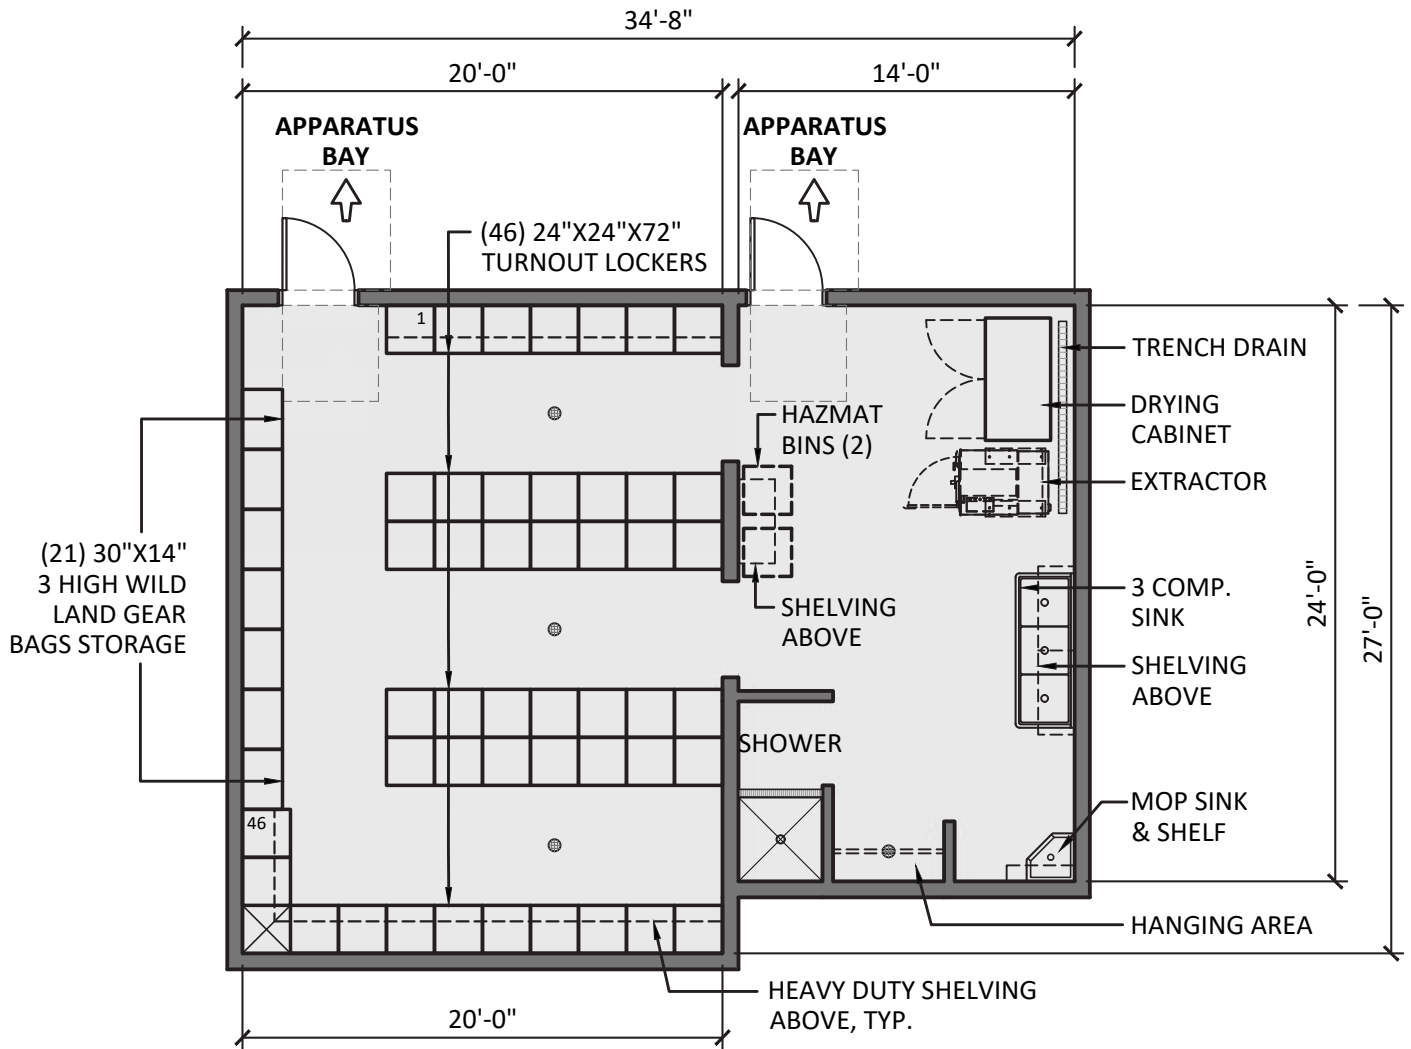 34'-8"
20'-0"
14'-0"
APPARATUS
BAY
APPARATUS
BAY
(46) 24"X24"X72"
TURNOUT LOCKERS
1
TRENCH DRAIN
HAZMAT
BINS (2)
DRYING
CABINET
EXTRACTOR
(21) 30"X14"
3 HIGH WILD
LAND GEAR
BAGS STORAGE
SHELVING
ABOVE
3 COMP.
SINK
24'-0"
27'-0"
SHELVING
ABOVE
SHOWER
46
MOP SINK
& SHELF
HANGING AREA
HEAVY DUTY SHELVING
ABOVE, TYP.
20'-0"